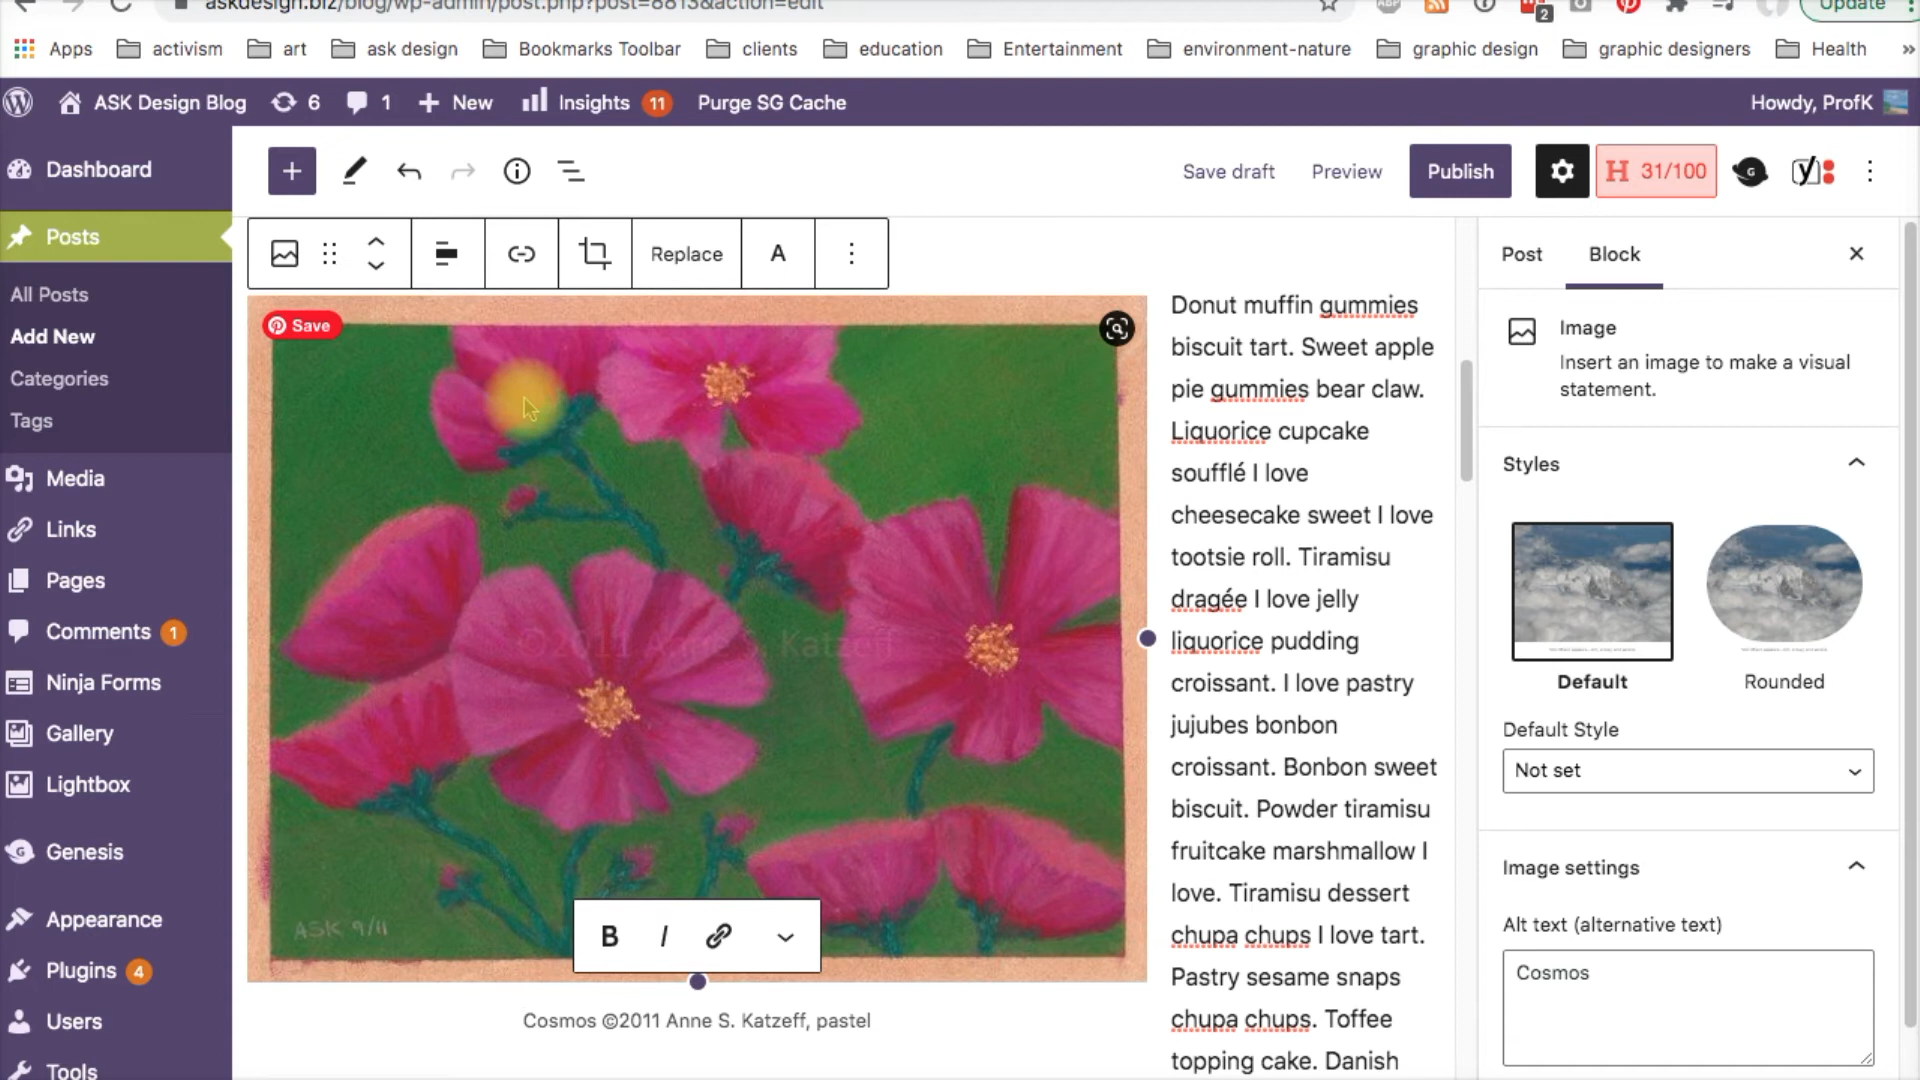 askdesign.biz/blog/wp-admin/post.php?post=8813&action=edit
2
Update
Apps
activism
art
ask design
Bookmarks Toolbar
clients
education
Entertainment
environment-nature
graphic design
graphic designers
Health
»
ASK Design Blog
6
1
New
Insights
11
Purge SG Cache
Howdy, ProfK
Dashboard
Posts
All Posts
Add New
Categories
Tags
Media
Links
Pages
Comments 1
Ninja Forms
Gallery
Lightbox
Genesis
Appearance
Plugins 4
Users
Tools
Save draft
Preview
Publish
H 31/100
Replace
A
Save
©2011 Anne S. Katzeff
ASK 9/11
B I
Cosmos ©2011 Anne S. Katzeff, pastel
Donut muffin gummies
biscuit tart. Sweet apple
pie gummies bear claw.
Liquorice cupcake
soufflé I love
cheesecake sweet I love
tootsie roll. Tiramisu
dragée I love jelly
liquorice pudding
croissant. I love pastry
jujubes bonbon
croissant. Bonbon sweet
biscuit. Powder tiramisu
fruitcake marshmallow I
love. Tiramisu dessert
chupa chups I love tart.
Pastry sesame snaps
chupa chups. Toffee
topping cake. Danish
Post
Block
Image
Insert an image to make a visual
statement.
Styles
Default
Rounded
Default Style
Not set
Image settings
Alt text (alternative text)
Cosmos